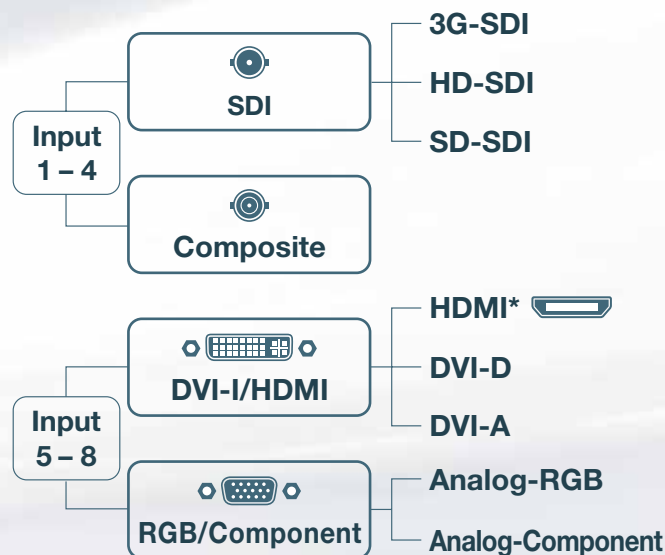 3G-SDI
SDI
HD-SDI
SD-SDI
Input
1 – 4
Composite
HDMI*
DVI-I/HDMI
DVI-D
DVI-A
Input
5 – 8
RGB/Component
Analog-RGB
Analog-Component